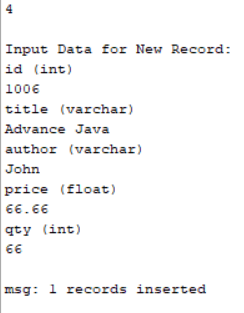 4
Input Data for New Record:
id (int)
1006
title (varchar)
Advance Java
author (varchar)
John
price (float)
66.66
qty (int)
66
msg: 1 records inserted